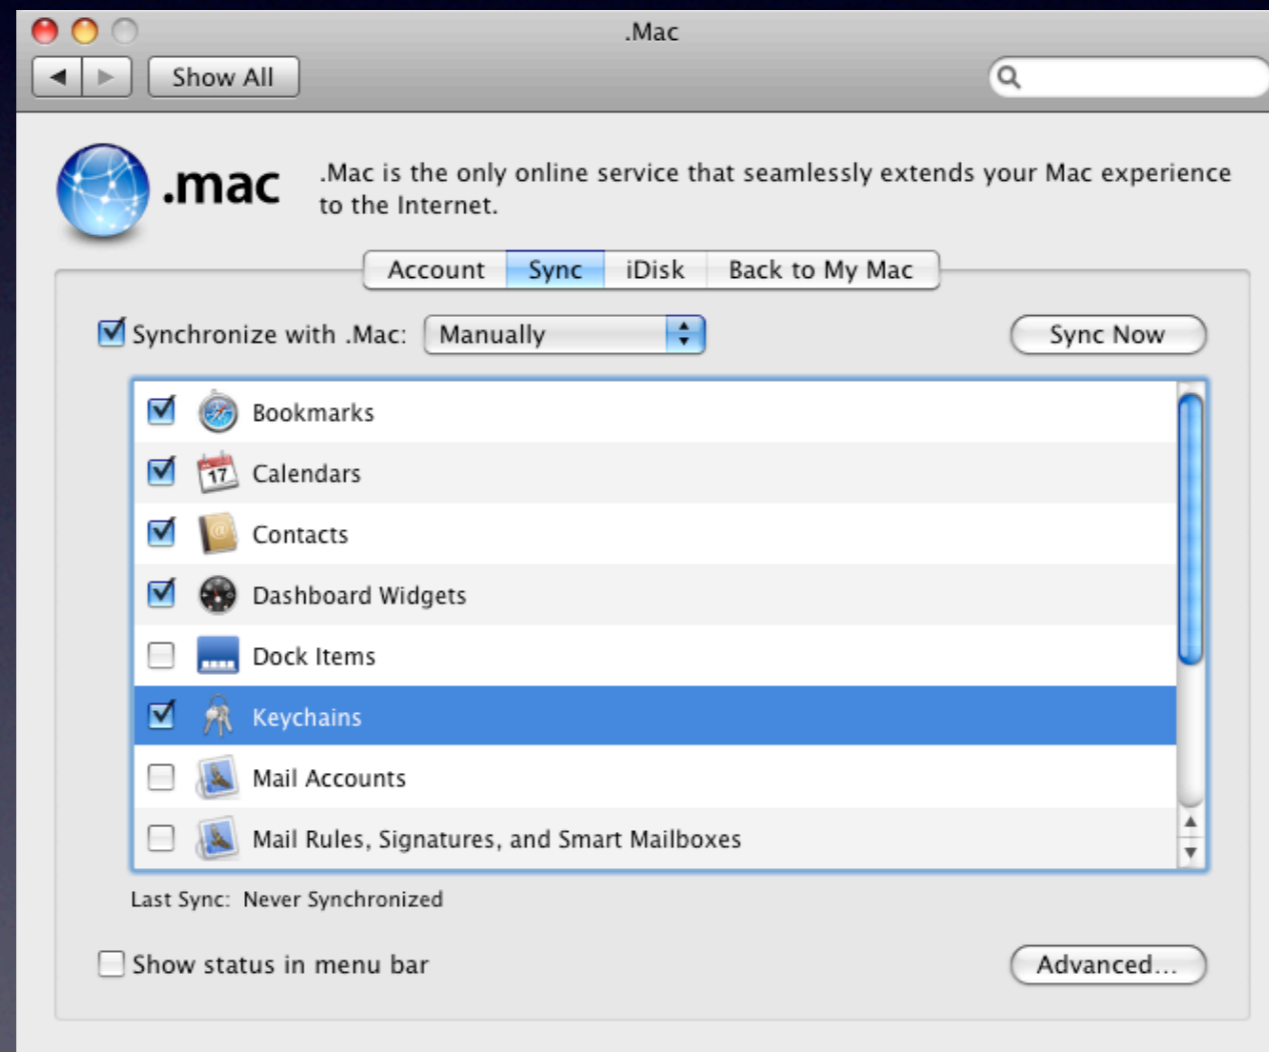 .Mac
Show All
.mac
.Mac is the only online service that seamlessly extends your Mac experience
to the Internet.
Account Sync iDisk Back to My Mac
Synchronize with .Mac: Manually Sync Now
Bookmarks
17 Calendars
@ Contacts
Dashboard Widgets
Dock Items
Keychains
Mail Accounts
Mail Rules, Signatures, and Smart Mailboxes
Last Sync: Never Synchronized
Show status in menu bar Advanced...